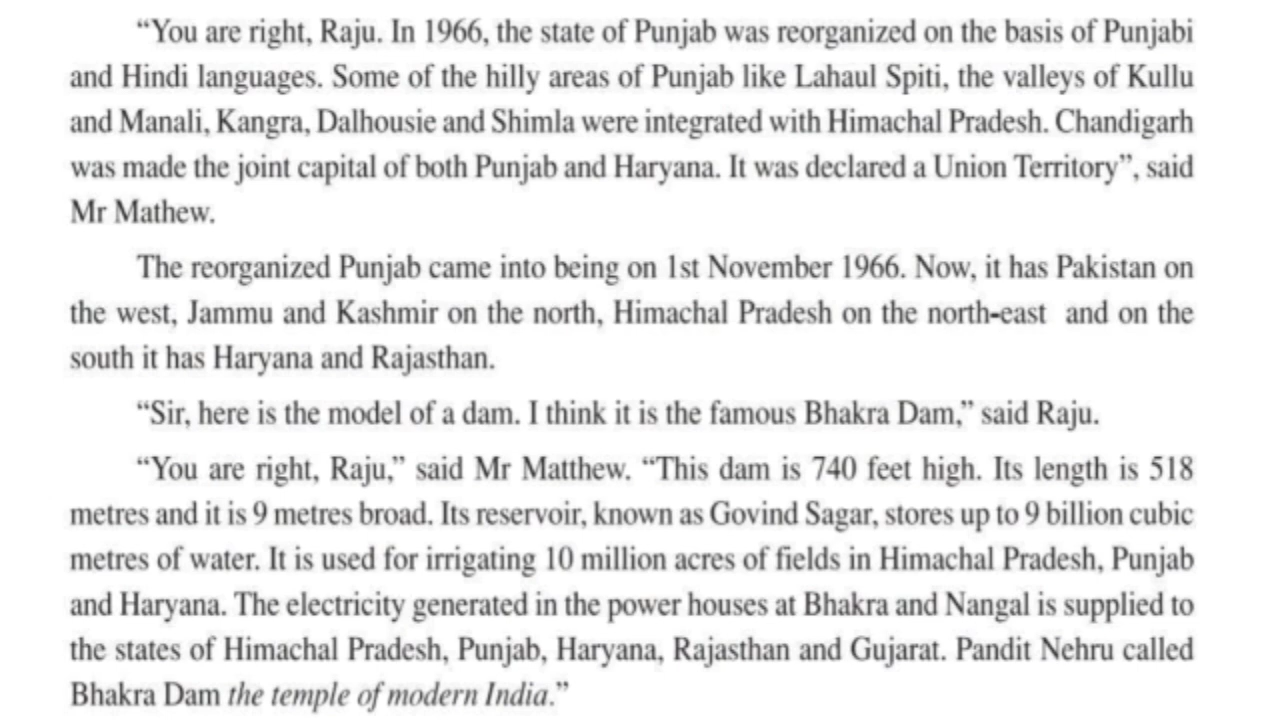 “You are right, Raju. In 1966, the state of Punjab was reorganized on the basis of Punjabi
and Hindi languages. Some of the hilly areas of Punjab like Lahaul Spiti, the valleys of Kullu
and Manali, Kangra, Dalhousie and Shimla were integrated with Himachal Pradesh. Chandigarh
was made the joint capital of both Punjab and Haryana. It was declared a Union Territory”, said
Mr Mathew.
The reorganized Punjab came into being on 1st November 1966. Now, it has Pakistan on
the west, Jammu and Kashmir on the north, Himachal Pradesh on the north-east and on the
south it has Haryana and Rajasthan.
“Sir, here is the model of a dam. I think it is the famous Bhakra Dam,” said Raju.
“You are right, Raju,” said Mr Matthew. “This dam is 740 feet high. Its length is 518
metres and it is 9 metres broad. Its reservoir, known as Govind Sagar, stores up to 9 billion cubic
metres of water. It is used for irrigating 10 million acres of fields in Himachal Pradesh, Punjab
and Haryana. The electricity generated in the power houses at Bhakra and Nangal is supplied to
the states of Himachal Pradesh, Punjab, Haryana, Rajasthan and Gujarat. Pandit Nehru called
Bhakra Dam the temple of modern India.”